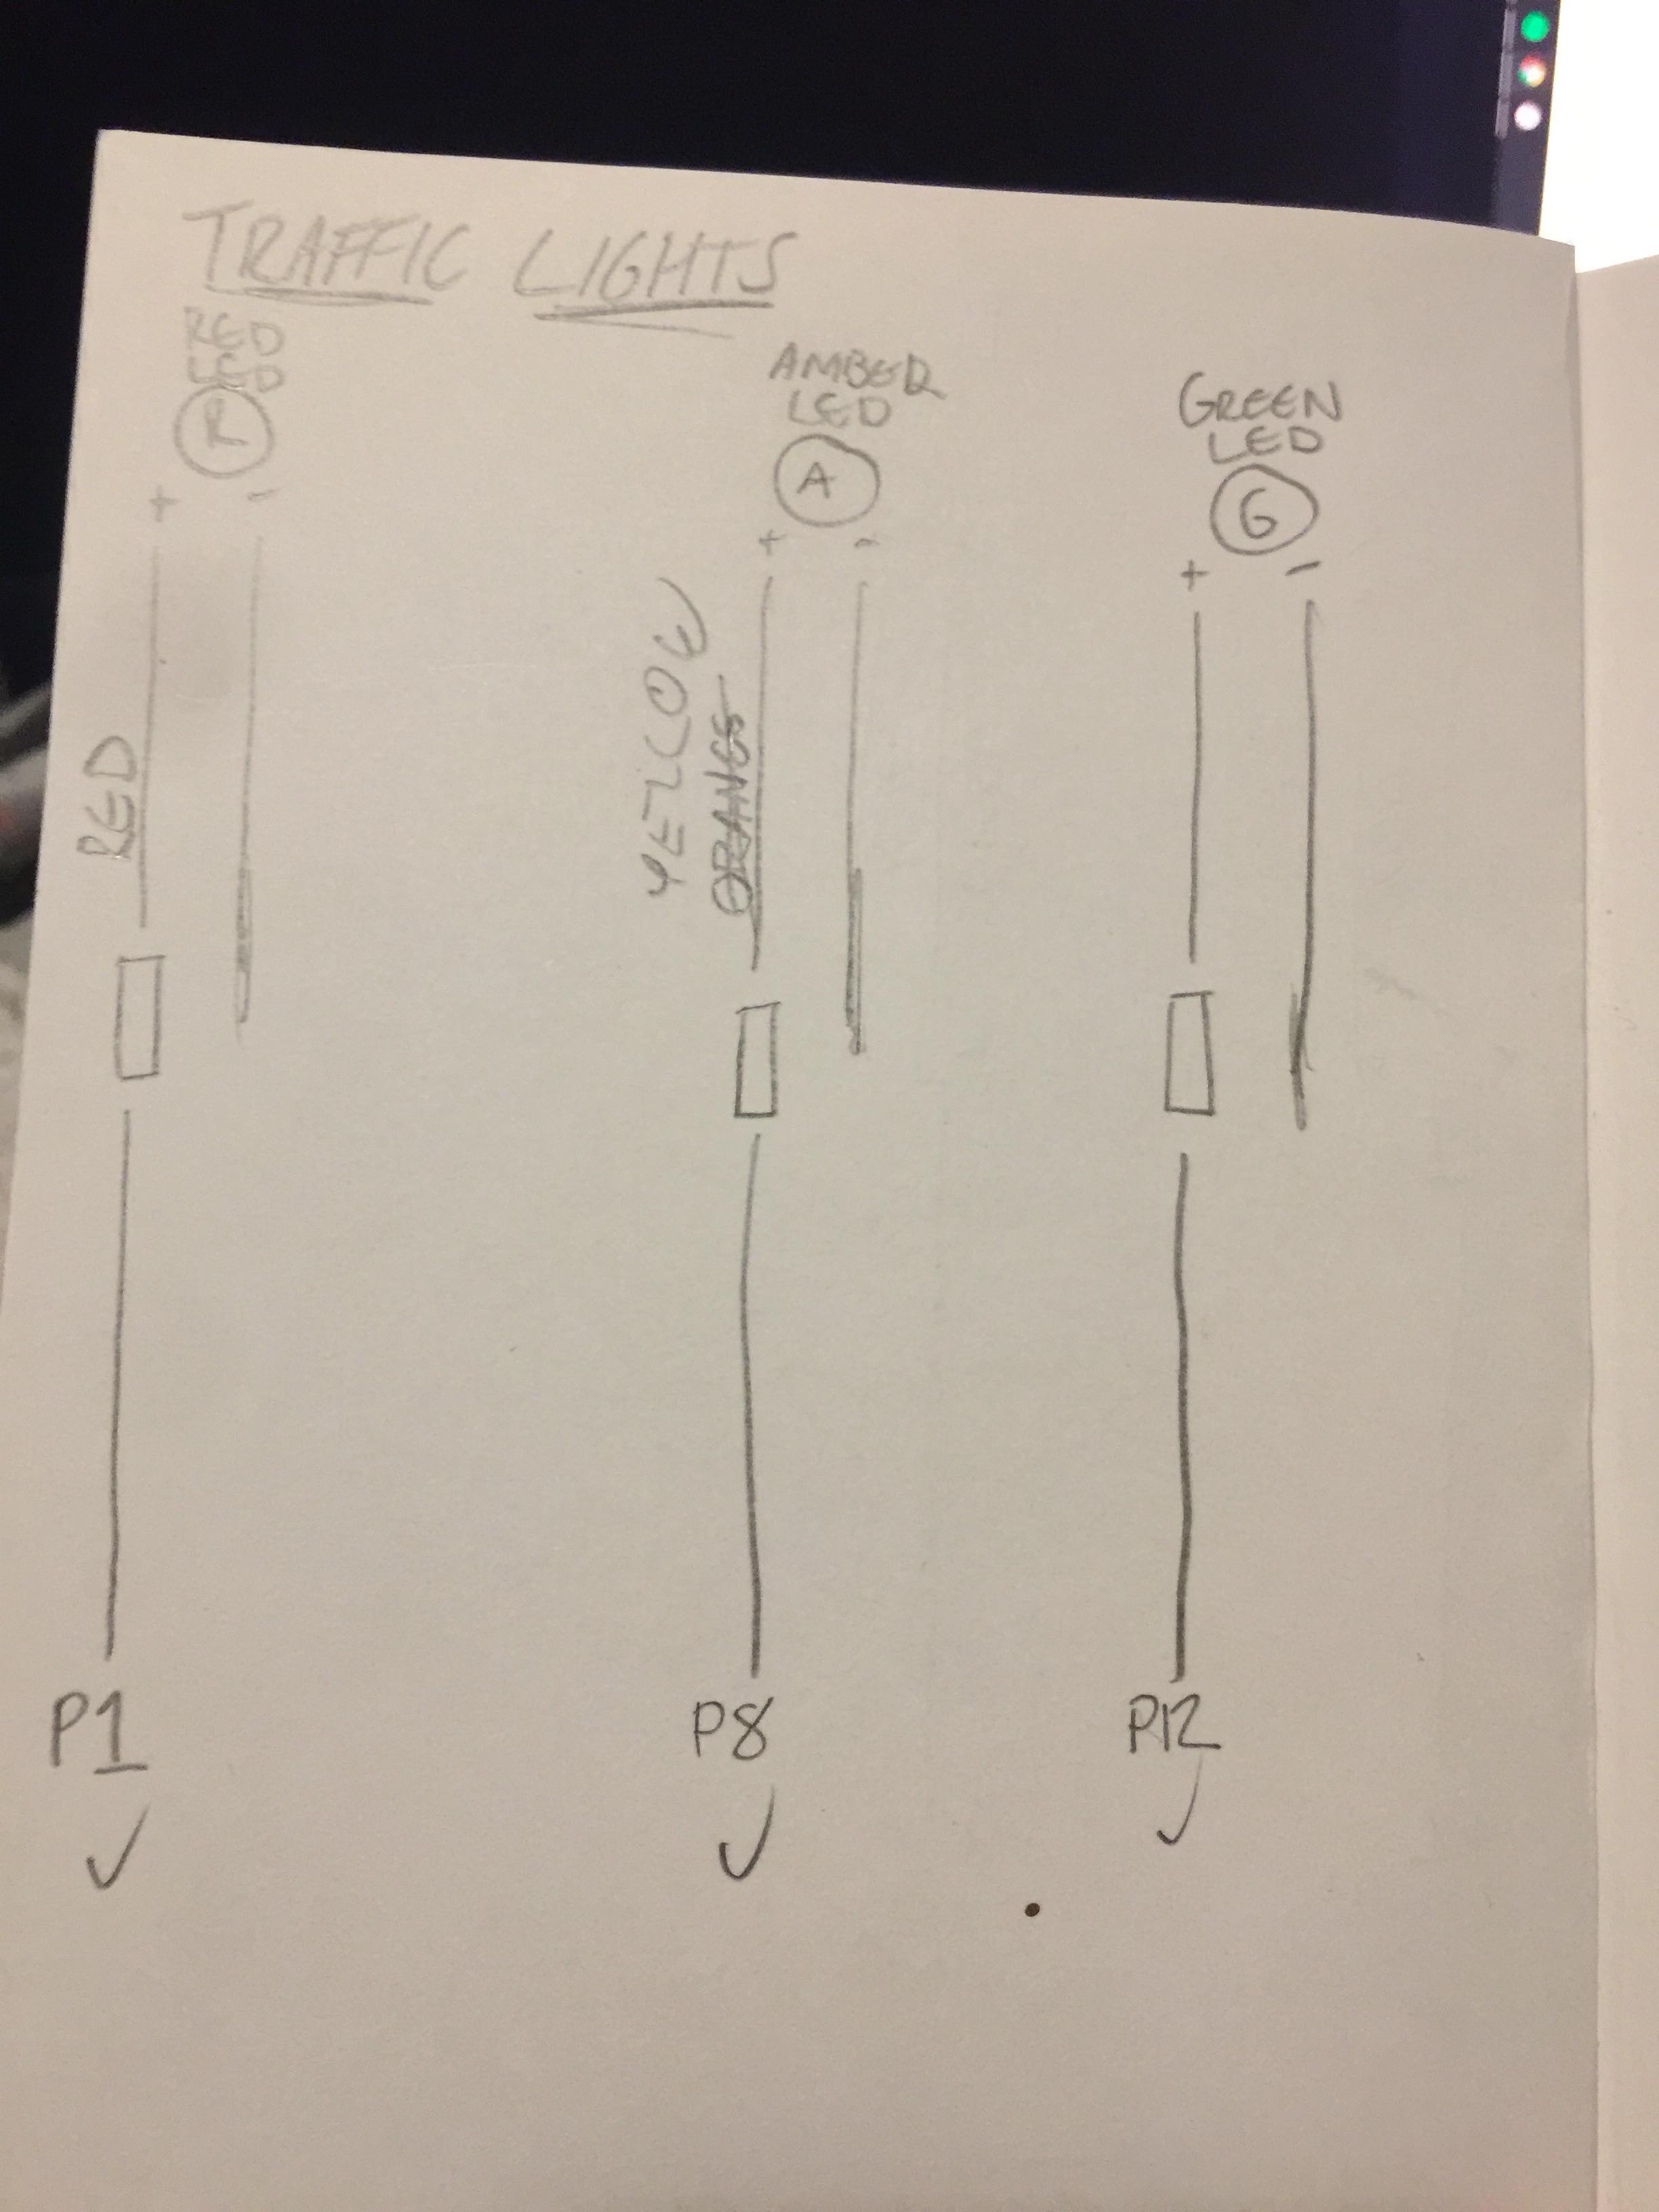 TRAFFIC LIGHTS
RED
LED
R
+ -
RED
P1
AMBER
LED
A
+ -
YELLOW
ORANGE
P8
GREEN
LED
G
+ -
P12